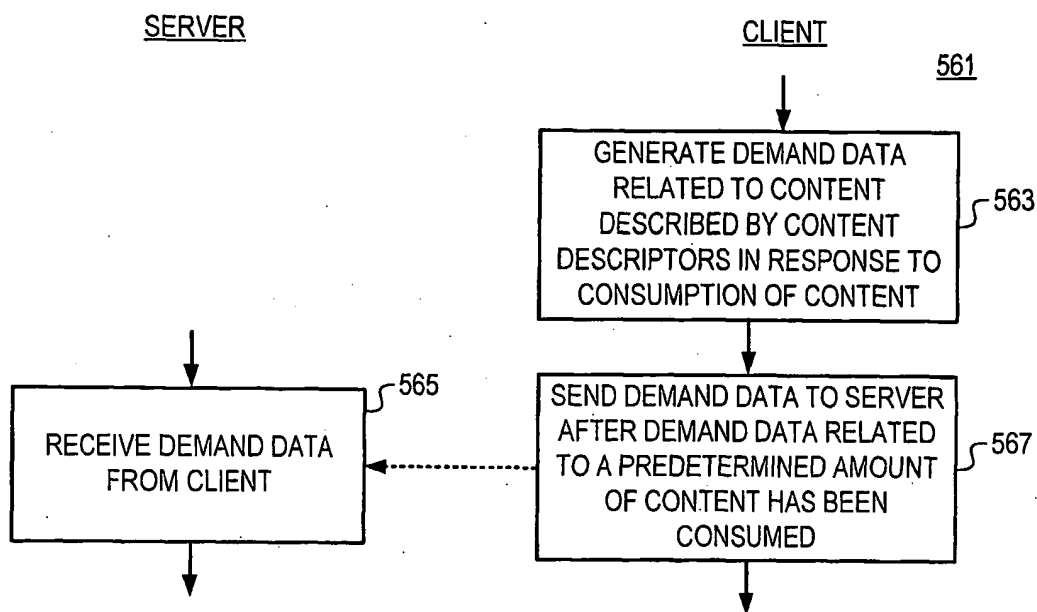 SERVER
CLIENT
561
GENERATE DEMAND DATA
RELATED TO CONTENT
DESCRIBED BY CONTENT
DESCRIPTORS IN RESPONSE TO
CONSUMPTION OF CONTENT
563
565
RECEIVE DEMAND DATA
FROM CLIENT
SEND DEMAND DATA TO SERVER
AFTER DEMAND DATA RELATED
TO A PREDETERMINED AMOUNT
OF CONTENT HAS BEEN
CONSUMED
567